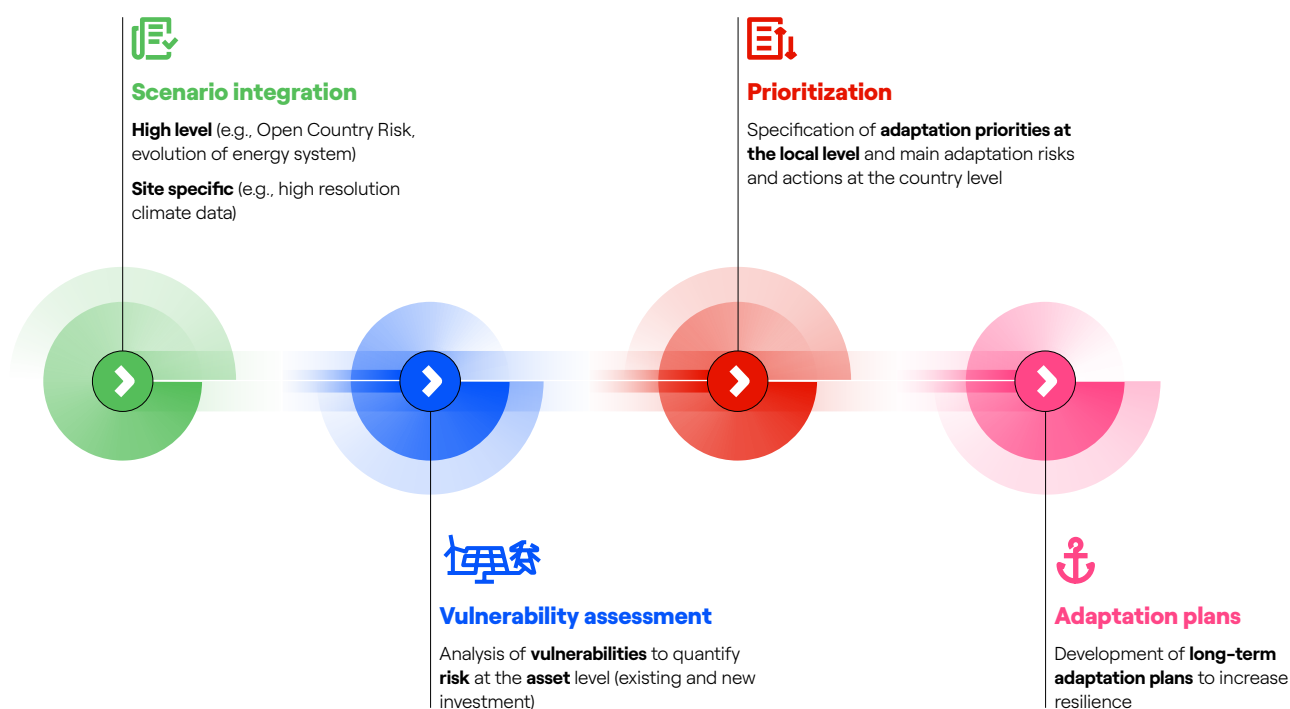 Scenario integration
High level (e.g., Open Country Risk,
evolution of energy system)
Site specific (e.g., high resolution
climate data)
Vulnerability assessment
Analysis of vulnerabilities to quantify
risk at the asset level (existing and new
investment)
Prioritization
Specification of adaptation priorities at
the local level and main adaptation risks
and actions at the country level
Adaptation plans
Development of long-term
adaptation plans to increase
resilience